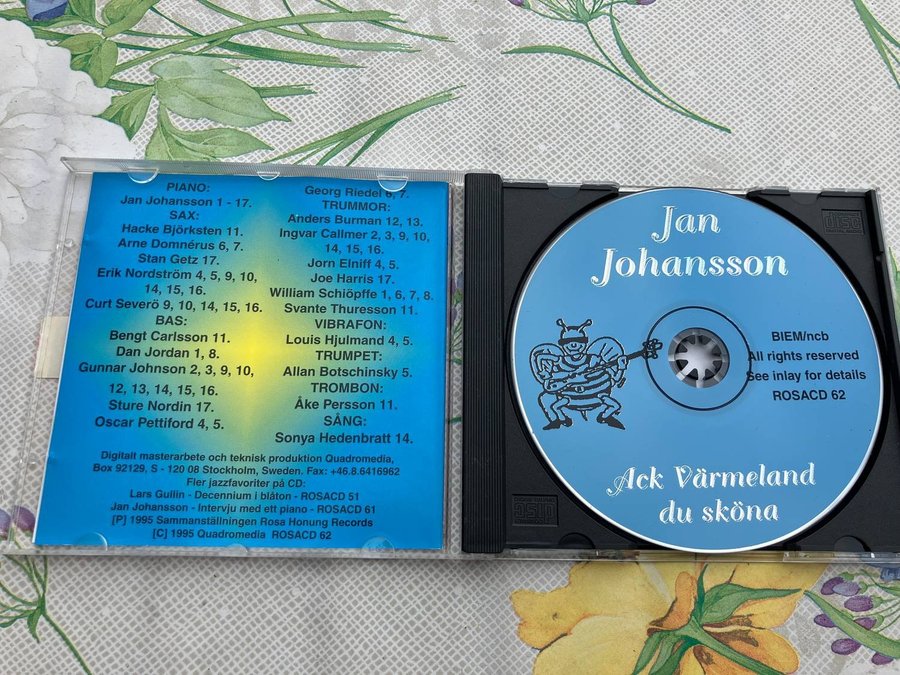 PIANO:
Jan Johansson 1 - 17.
SAX:
Hacke Björksten 11.
Arne Domnérus 6, 7.
Stan Getz 17.
Erik Nordström 4, 5, 9, 10,
14, 15, 16.
Curt Severö 9, 10, 14, 15, 16.
BAS:
Bengt Carlsson 11.
Dan Jordan 1, 8.
Gunnar Johnson 2, 3, 9, 10,
12, 13, 14, 15, 16.
Sture Nordin 17.
Oscar Pettiford 4, 5.
Georg Riedel 6, 7.
TRUMMOR:
Anders Burman 12, 13.
Ingvar Callmer 2, 3, 9, 10,
14, 15, 16.
Jorn Elniff 4, 5.
Joe Harris 17.
William Schiöpffe 1, 6, 7, 8.
Svante Thuresson 11.
VIBRAFON:
Louis Hjulmand 4, 5.
TRUMPET:
Allan Botschinsky 5.
TROMBON:
Åke Persson 11.
SÅNG:
Sonya Hedenbratt 14.
Digitalt masterarbete och teknisk produktion Quadromedia,
Box 92129, S - 120 08 Stockholm, Sweden. Fax: +46.8.6416962
Fler jazzfavoriter på CD:
Lars Gullin - Decennium i blåton - ROSACD 51
Jan Johansson - Intervju med ett piano - ROSACD 61
[P] 1995 Sammanställningen Rosa Honung Records
[C] 1995 Quadromedia ROSACD 62
Jan
Johansson
BIEM/ncb
All rights reserved
See inlay for details
ROSACD 62
Ack Värmeland
du sköna
disc
disc